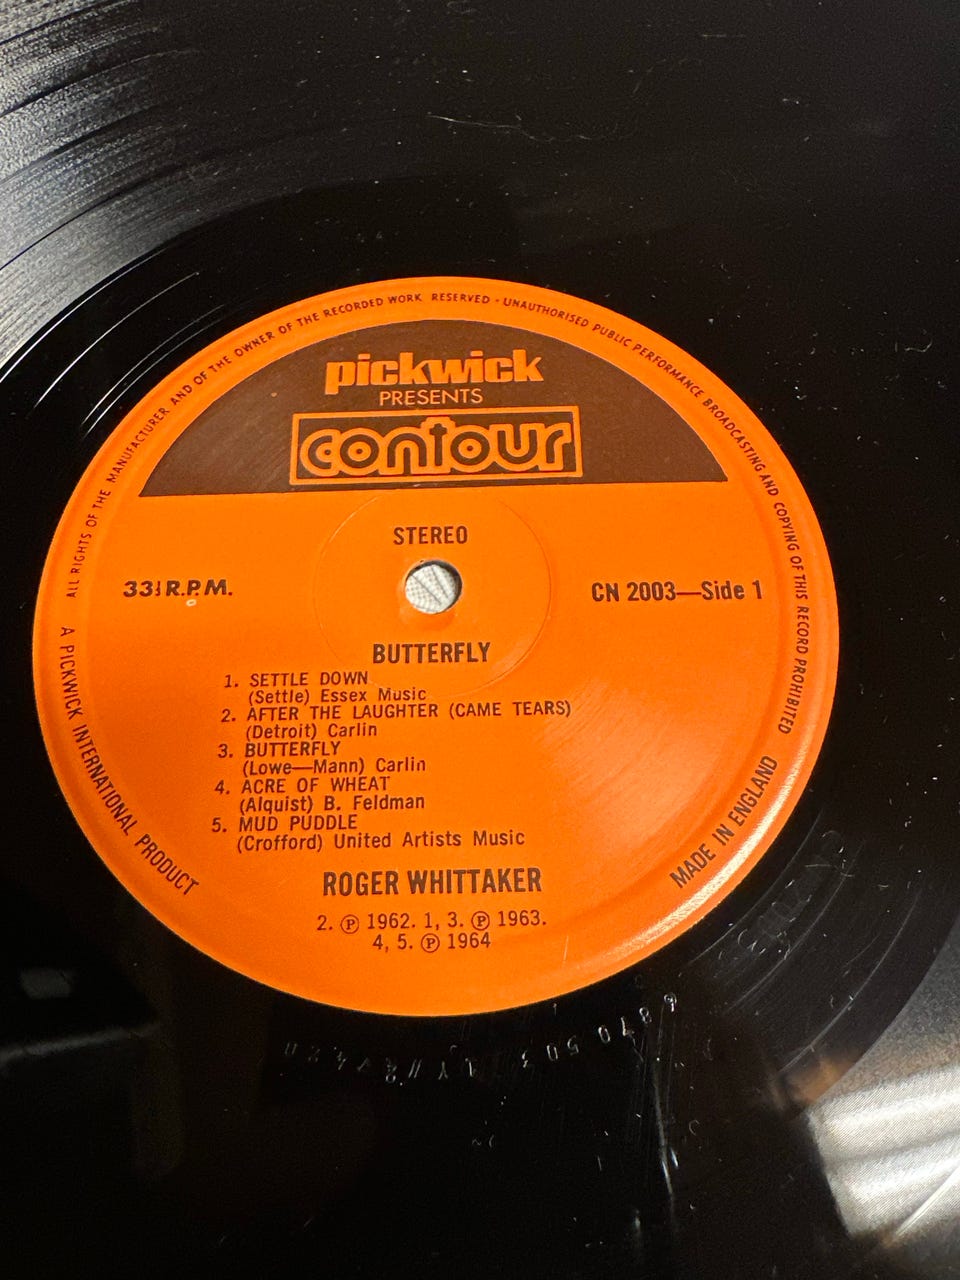 ALL RIGHTS OF THE MANUFACTURER AND OF THE OWNER OF THE RECORDED WORK RESERVED - UNAUTHORISED PUBLIC PERFORMANCE BROADCASTING AND COPYING OF THIS RECORD PROHIBITED
pickwick
PRESENTS
contour
STEREO
33⅓ R.P.M.
CN 2003—Side 1
BUTTERFLY
1. SETTLE DOWN
(Settle) Essex Music
2. AFTER THE LAUGHTER (CAME TEARS)
(Detroit) Carlin
3. BUTTERFLY
(Lowe—Mann) Carlin
4. ACRE OF WHEAT
(Alquist) B. Feldman
5. MUD PUDDLE
(Crofford) United Artists Music
ROGER WHITTAKER
2. Ⓟ 1962. 1, 3. Ⓟ 1963.
4, 5. Ⓟ 1964
A PICKWICK INTERNATIONAL PRODUCT
MADE IN ENGLAND
870 503